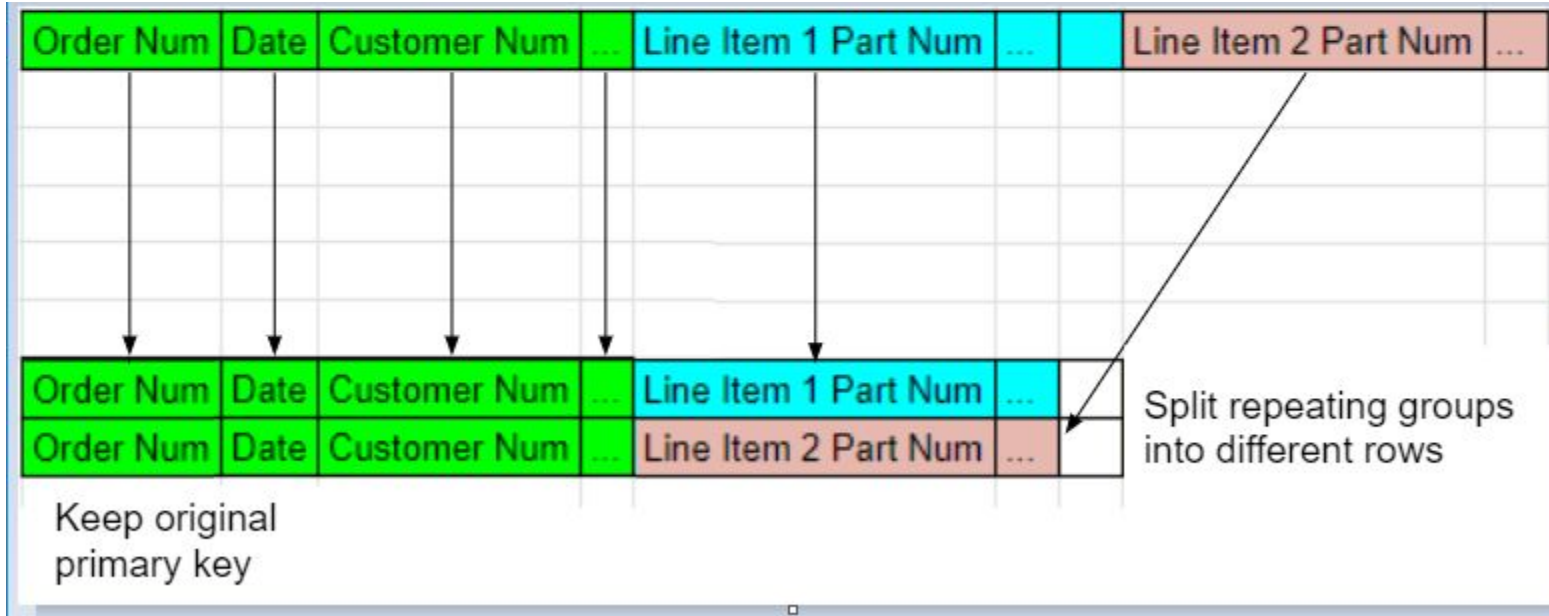 Order Num Date Customer Num ... Line Item 1 Part Num ... Line Item 2 Part Num ...
Order Num Date Customer Num ... Line Item 1 Part Num ...
Order Num Date Customer Num ... Line Item 2 Part Num ...
Split repeating groups
into different rows
Keep original
primary key